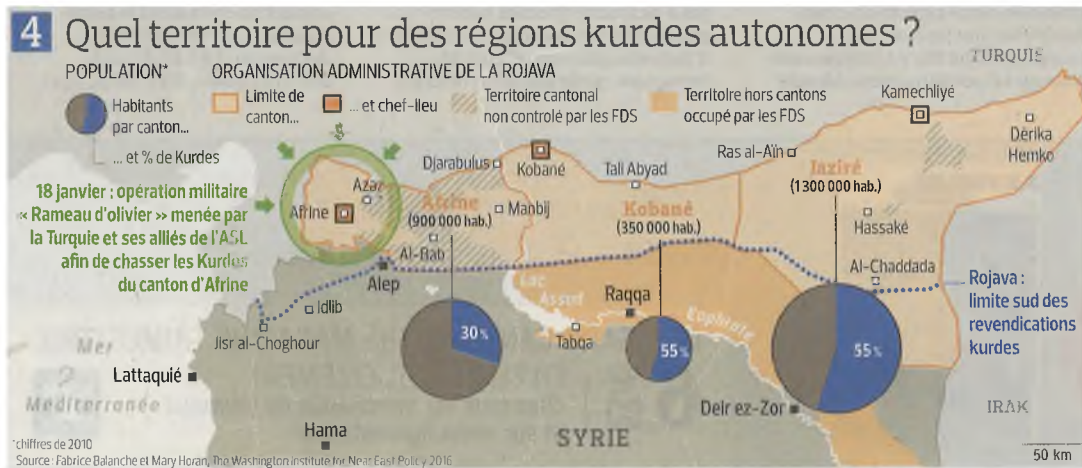 4 Quel territoire pour des régions kurdes autonomes ?
POPULATION*
Habitants
par canton...
... et % de Kurdes
ORGANISATION ADMINISTRATIVE DE LA ROJAVA
Limite de
canton...
... et chef-lieu
Territoire cantonal
non controlé par les FDS
Territoire hors cantons
occupé par les FDS
TURQUIE
Kamechliyé
Dèrika
Hemko
Ras al-Aïn
Jaziré
(1 300 000 hab.)
Hassaké
Al-Chaddada
Djarabulus
Kobané
Tall Abyad
Kobané
(350 000 hab.)
Manbij
Azaz
Afrine
Afrine
(900 000 hab.)
Al-Bab
Alep
18 janvier : opération militaire
« Rameau d'olivier » menée par
la Turquie et ses alliés de l'ASL
afin de chasser les Kurdes
du canton d'Afrine
Rojava :
limite sud des
revendications
kurdes
Idlib
Jisr al-Choghour
Lac
Assad
Raqqa
Tabqa
Euphrate
30 %
55 %
55 %
Mer
Méditerranée
Lattaquié
Deir ez-Zor
Hama
SYRIE
IRAK
50 km
*chiffres de 2010
Source : Fabrice Balanche et Mary Horan, The Washington Institute for Near East Policy 2016